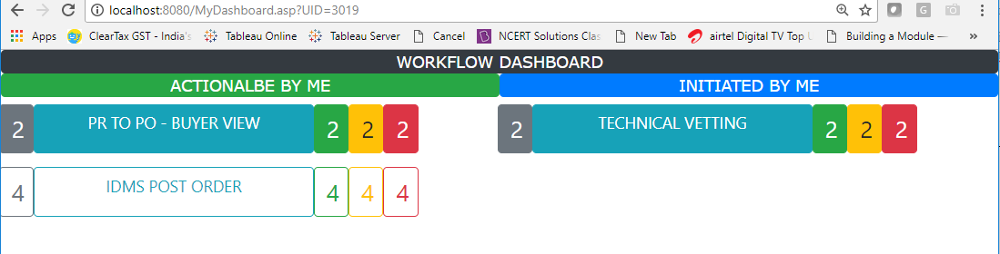 localhost:8080/MyDashboard.asp?UID=3019
Apps ClearTax GST - India's Tableau Online Tableau Server Cancel NCERT Solutions Clas New Tab airtel Digital TV Top U Building a Module — »
WORKFLOW DASHBOARD
ACTIONALBE BY ME INITIATED BY ME
2 PR TO PO - BUYER VIEW 2 2 2 2 TECHNICAL VETTING 2 2 2
4 IDMS POST ORDER 4 4 4